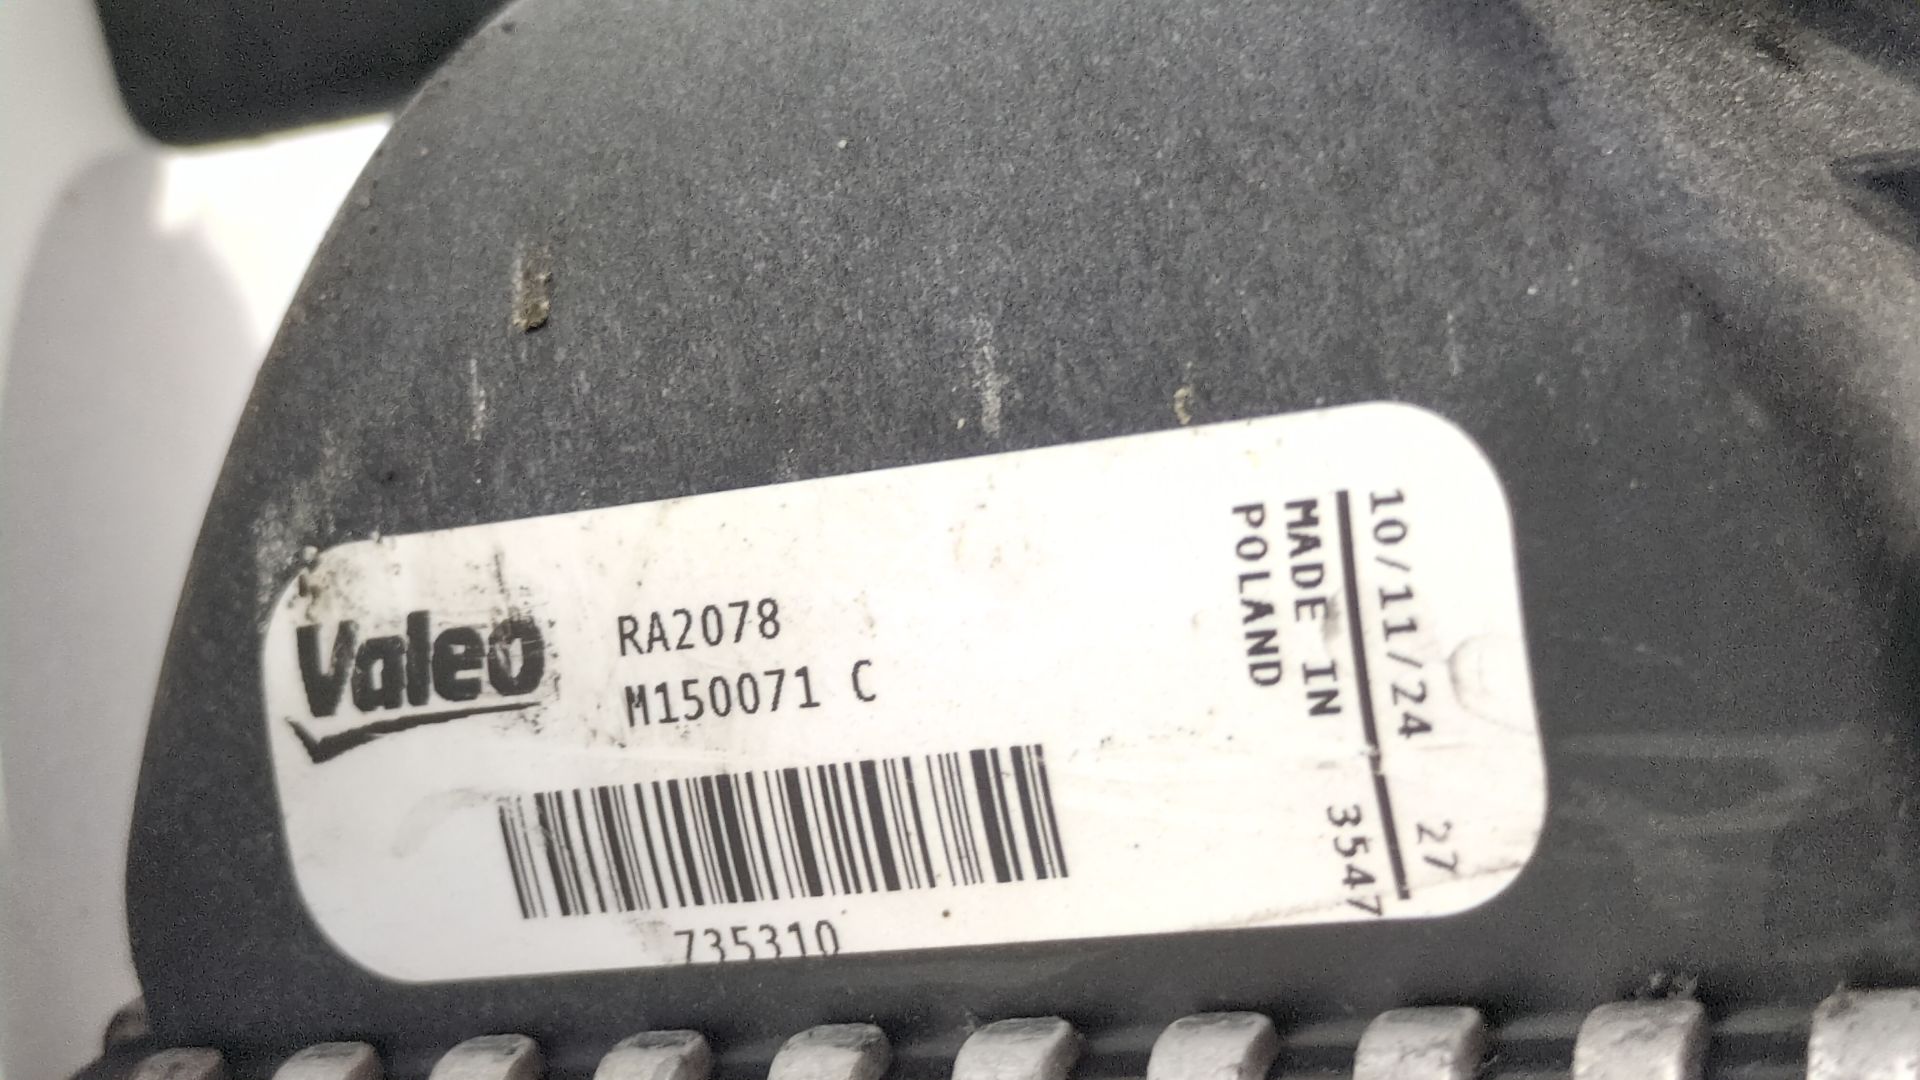 Valeo
RA2078
M150071 C
735310
10/11/24 27
MADE IN 3547
POLAND